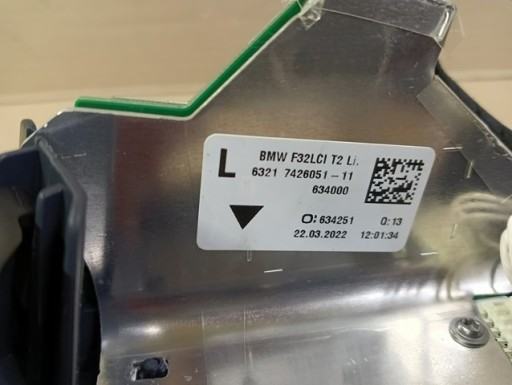 L
BMW F32LCI T2 Li.
6321 7426051-11
634000
O: 634251 Q: 13
22.03.2022 12:01:34